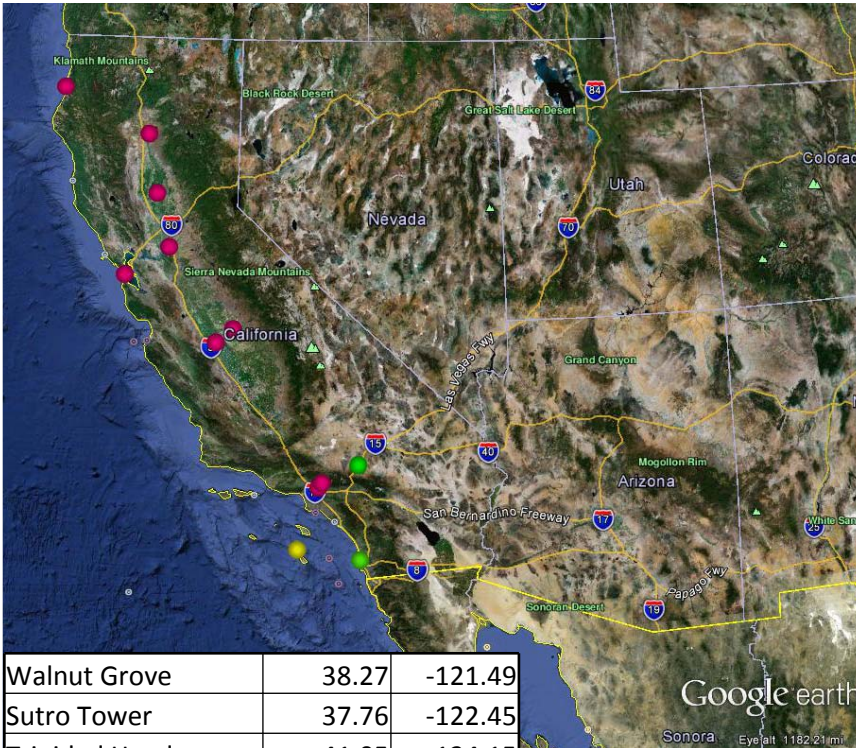 Klamath Mountains
84
Black Rock Desert
Great Salt Lake Desert
Utah
80
Nevada
70
Sierra Nevada Mountains
California
Las Vegas Fwy
Grand Canyon
15
40
Mogollon Rim
Arizona
San Bernardino Freeway
17
25
White San
8
Papago Fwy
Sonoran Desert
19
Walnut Grove 38.27 -121.49
Sutro Tower 37.76 -122.45
Google earth
Sonora
Eye alt 1182.21 mi